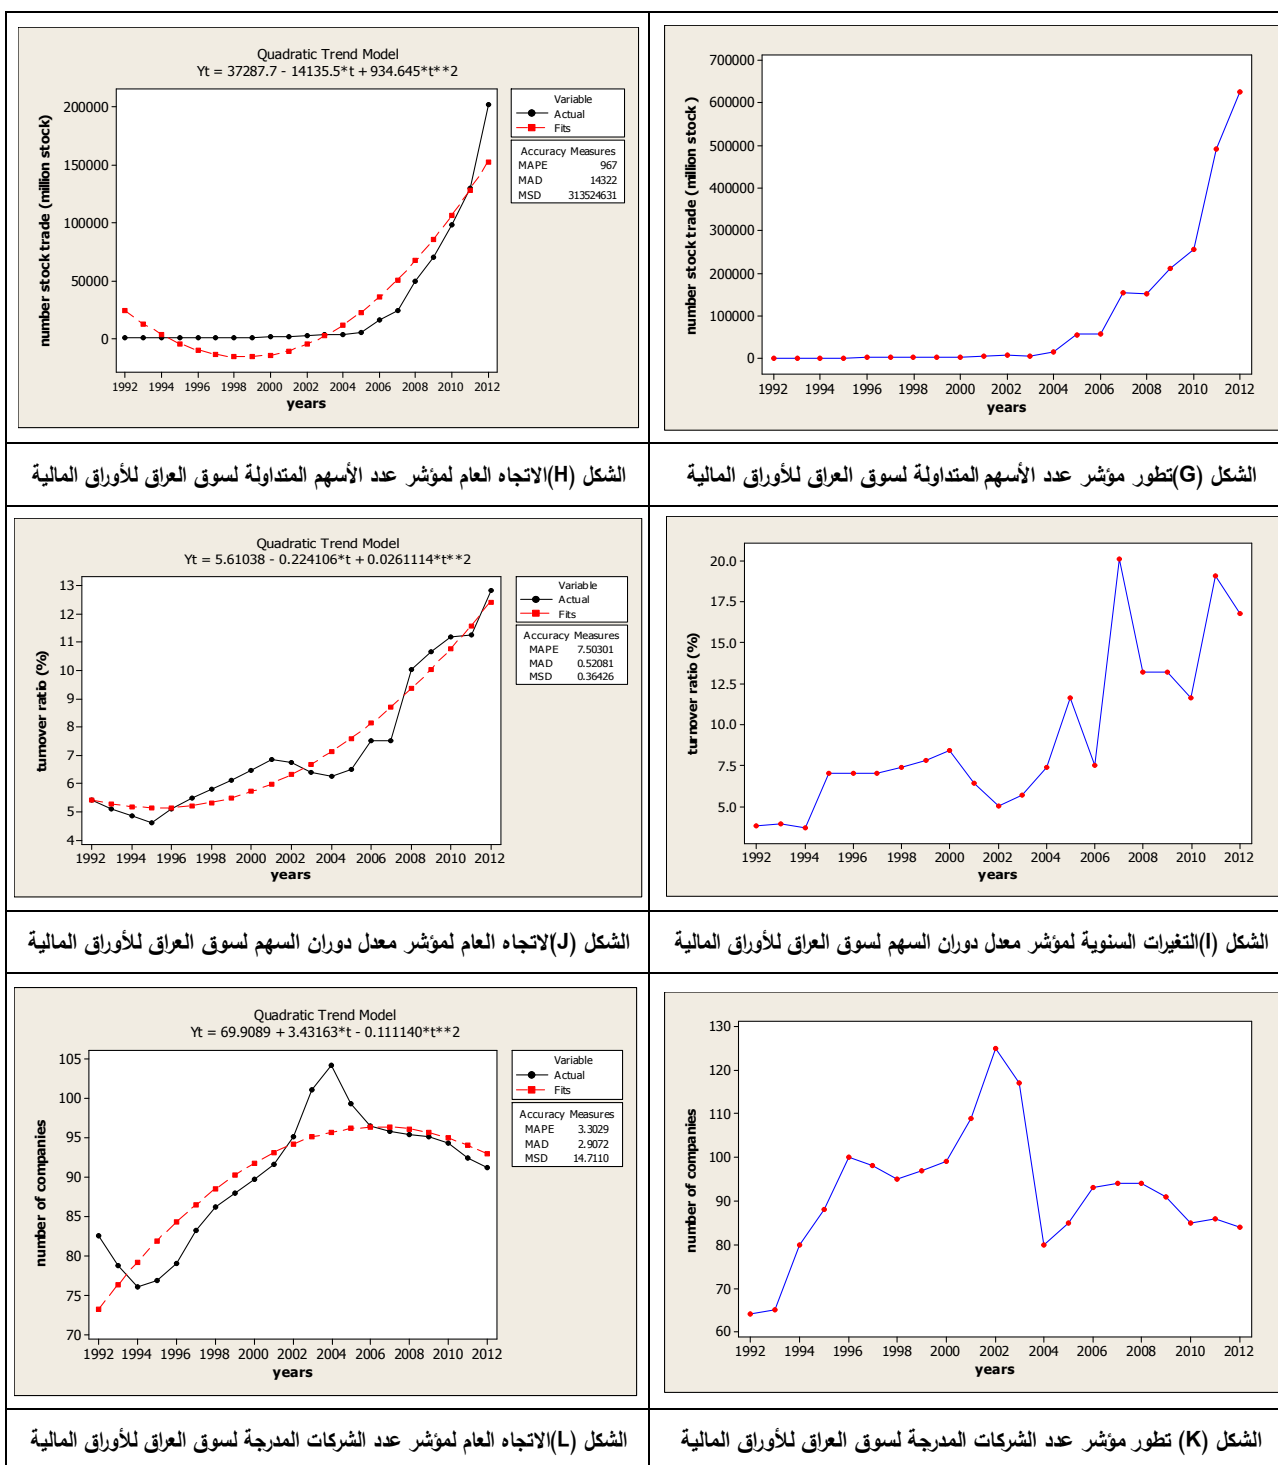 Quadratic Trend Model
Yt = 37287.7 - 14135.5*t + 934.645*t**2
Variable
Actual
Fits
Accuracy Measures
MAPE 967
MAD 14322
MSD 313524631
200000
150000
100000
50000
0
number stock trade (million stock)
1992 1994 1996 1998 2000 2002 2004 2006 2008 2010 2012
years
700000
600000
500000
400000
300000
200000
100000
0
number stock trade (million stock )
1992 1994 1996 1998 2000 2002 2004 2006 2008 2010 2012
years
الشكل (H)الاتجاه العام لمؤشر عدد الأسهم المتداولة لسوق العراق للأوراق المالية
الشكل (G)تطور مؤشر عدد الأسهم المتداولة لسوق العراق للأوراق المالية
Quadratic Trend Model
Yt = 5.61038 - 0.224106*t + 0.0261114*t**2
Variable
Actual
Fits
Accuracy Measures
MAPE 7.50301
MAD 0.52081
MSD 0.36426
13
12
11
10
9
8
7
6
5
4
turnover ratio (%)
1992 1994 1996 1998 2000 2002 2004 2006 2008 2010 2012
years
20.0
17.5
15.0
12.5
10.0
7.5
5.0
turnover ratio (%)
1992 1994 1996 1998 2000 2002 2004 2006 2008 2010 2012
years
الشكل (J)الاتجاه العام لمؤشر معدل دوران السهم لسوق العراق للأوراق المالية
الشكل (I)التغيرات السنوية لمؤشر معدل دوران السهم لسوق العراق للأوراق المالية
Quadratic Trend Model
Yt = 69.9089 + 3.43163*t - 0.111140*t**2
Variable
Actual
Fits
Accuracy Measures
MAPE 3.3029
MAD 2.9072
MSD 14.7110
105
100
95
90
85
80
75
70
number of companies
1992 1994 1996 1998 2000 2002 2004 2006 2008 2010 2012
years
130
120
110
100
90
80
70
60
number of companies
1992 1994 1996 1998 2000 2002 2004 2006 2008 2010 2012
years
الشكل (L)الاتجاه العام لمؤشر عدد الشركات المدرجة لسوق العراق للأوراق المالية
الشكل (K) تطور مؤشر عدد الشركات المدرجة لسوق العراق للأوراق المالية